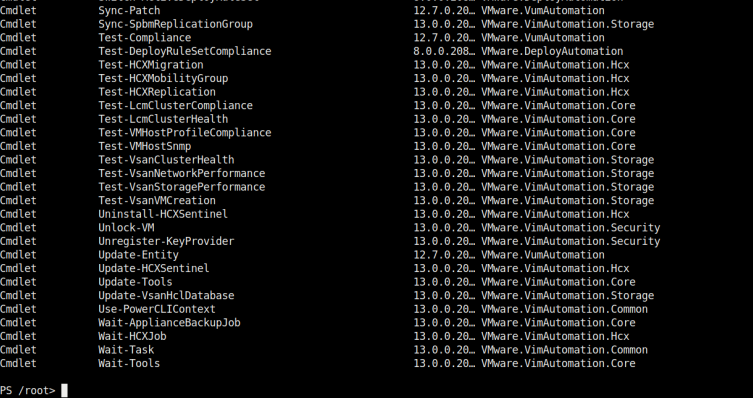 Cmdlet Sync-Patch 12.7.0.20… VMware.VumAutomation
Cmdlet Sync-SpbmReplicationGroup 13.0.0.20… VMware.VimAutomation.Storage
Cmdlet Test-Compliance 12.7.0.20… VMware.VumAutomation
Cmdlet Test-DeployRuleSetCompliance 8.0.0.208… VMware.DeployAutomation
Cmdlet Test-HCXMigration 13.0.0.20… VMware.VimAutomation.Hcx
Cmdlet Test-HCXMobilityGroup 13.0.0.20… VMware.VimAutomation.Hcx
Cmdlet Test-HCXReplication 13.0.0.20… VMware.VimAutomation.Hcx
Cmdlet Test-LcmClusterCompliance 13.0.0.20… VMware.VimAutomation.Core
Cmdlet Test-LcmClusterHealth 13.0.0.20… VMware.VimAutomation.Core
Cmdlet Test-VMHostProfileCompliance 13.0.0.20… VMware.VimAutomation.Core
Cmdlet Test-VMHostSnmp 13.0.0.20… VMware.VimAutomation.Core
Cmdlet Test-VsanClusterHealth 13.0.0.20… VMware.VimAutomation.Storage
Cmdlet Test-VsanNetworkPerformance 13.0.0.20… VMware.VimAutomation.Storage
Cmdlet Test-VsanStoragePerformance 13.0.0.20… VMware.VimAutomation.Storage
Cmdlet Test-VsanVMCreation 13.0.0.20… VMware.VimAutomation.Storage
Cmdlet Uninstall-HCXSentinel 13.0.0.20… VMware.VimAutomation.Hcx
Cmdlet Unlock-VM 13.0.0.20… VMware.VimAutomation.Security
Cmdlet Unregister-KeyProvider 13.0.0.20… VMware.VimAutomation.Security
Cmdlet Update-Entity 12.7.0.20… VMware.VumAutomation
Cmdlet Update-HCXSentinel 13.0.0.20… VMware.VimAutomation.Hcx
Cmdlet Update-Tools 13.0.0.20… VMware.VimAutomation.Core
Cmdlet Update-VsanHclDatabase 13.0.0.20… VMware.VimAutomation.Storage
Cmdlet Use-PowerCLIContext 13.0.0.20… VMware.VimAutomation.Common
Cmdlet Wait-ApplianceBackupJob 13.0.0.20… VMware.VimAutomation.Core
Cmdlet Wait-HCXJob 13.0.0.20… VMware.VimAutomation.Hcx
Cmdlet Wait-Task 13.0.0.20… VMware.VimAutomation.Common
Cmdlet Wait-Tools 13.0.0.20… VMware.VimAutomation.Core
PS /root>